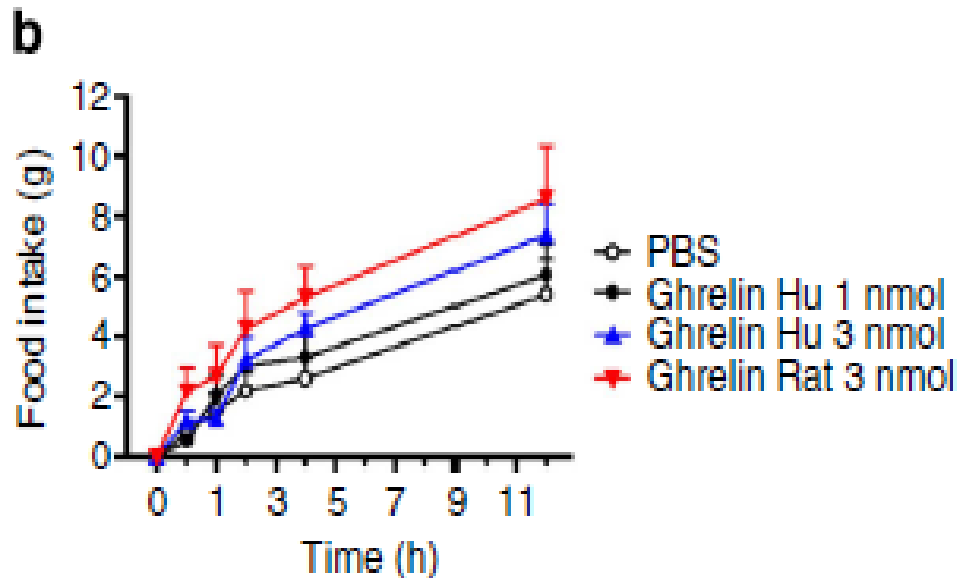 b
12
10
8
6
4
2
0
Food intake (g)
0 1 3 5 7 9 11
Time (h)
PBS
Ghrelin Hu 1 nmol
Ghrelin Hu 3 nmol
Ghrelin Rat 3 nmol